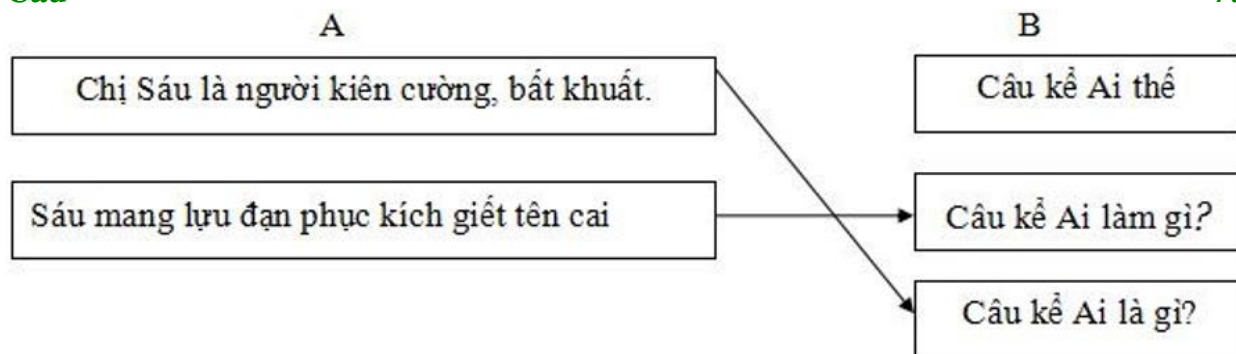 A B
Chị Sáu là người kiên cường, bất khuất. Câu kể Ai thế
Sáu mang lựu đạn phục kích giết tên cai Câu kể Ai làm gì?
Câu kể Ai là gì?